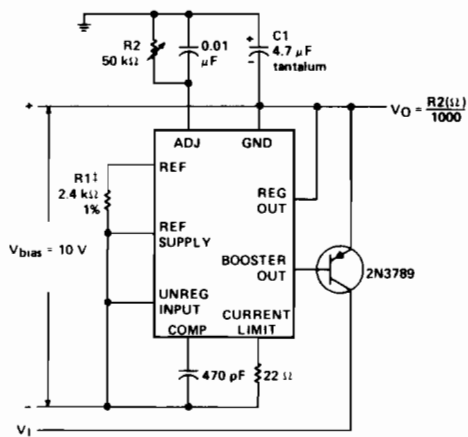 R2
50 kΩ
0.01
μF
+
C1
4.7 μF
−
tantalum
+
VO = R2(Ω)
1000
ADJ
GND
REF
R1‡
2.4 kΩ
1%
REG
OUT
REF
SUPPLY
Vbias = 10 V
BOOSTER
OUT
2N3789
UNREG
INPUT
CURRENT
LIMIT
COMP
470 pF
22 Ω
−
VI